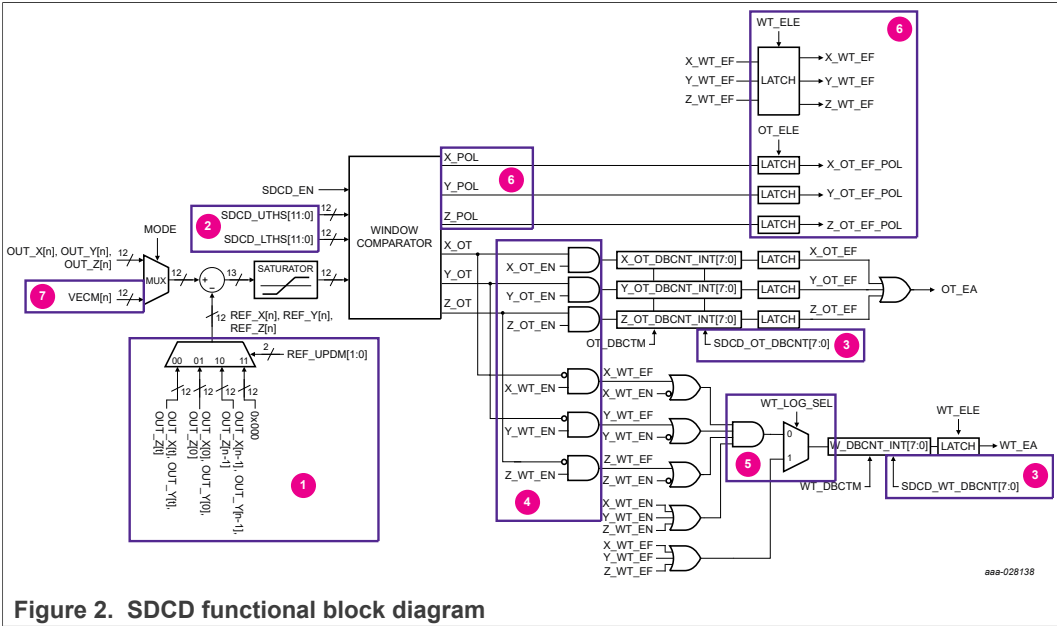 WT_ELE
6
X_WT_EF
Y_WT_EF
Z_WT_EF
LATCH
X_WT_EF
Y_WT_EF
Z_WT_EF
OT_ELE
X_POL
LATCH
X_OT_EF_POL
6
Y_POL
LATCH
Y_OT_EF_POL
Z_POL
LATCH
Z_OT_EF_POL
SDCD_EN
12
SDCD_UTHS[11:0]
2
12
SDCD_LTHS[11:0]
WINDOW
COMPARATOR
MODE
OUT_X[n], OUT_Y[n],
OUT_Z[n]
12
MUX
12
+
−
13
SATURATOR
12
7
VECM[n]
12
12
REF_X[n], REF_Y[n],
REF_Z[n]
X_OT
Y_OT
Z_OT
X_OT_EN
Y_OT_EN
Z_OT_EN
X_OT_DBCNT_INT[7:0]
LATCH
X_OT_EF
Y_OT_DBCNT_INT[7:0]
LATCH
Y_OT_EF
OT_EA
Z_OT_DBCNT_INT[7:0]
LATCH
Z_OT_EF
OT_DBCTM
SDCD_OT_DBCNT[7:0]
3
00 01 10 11
2
REF_UPDM[1:0]
12 12 12 12
OUT_X[t], OUT_Y[t],
OUT_Z[t]
OUT_X[0], OUT_Y[0],
OUT_Z[0]
OUT_X[n-1], OUT_Y[n-1],
OUT_Z[n-1]
0x000
1
X_WT_EN
Y_WT_EN
Z_WT_EN
4
X_WT_EF
X_WT_EN
Y_WT_EF
Y_WT_EN
Z_WT_EF
Z_WT_EN
X_WT_EN
Y_WT_EN
Z_WT_EN
X_WT_EF
Y_WT_EF
Z_WT_EF
WT_LOG_SEL
0
1
5
W_DBCNT_INT[7:0]
WT_ELE
LATCH
WT_EA
WT_DBCTM
SDCD_WT_DBCNT[7:0]
3
aaa-028138
Figure 2. SDCD functional block diagram